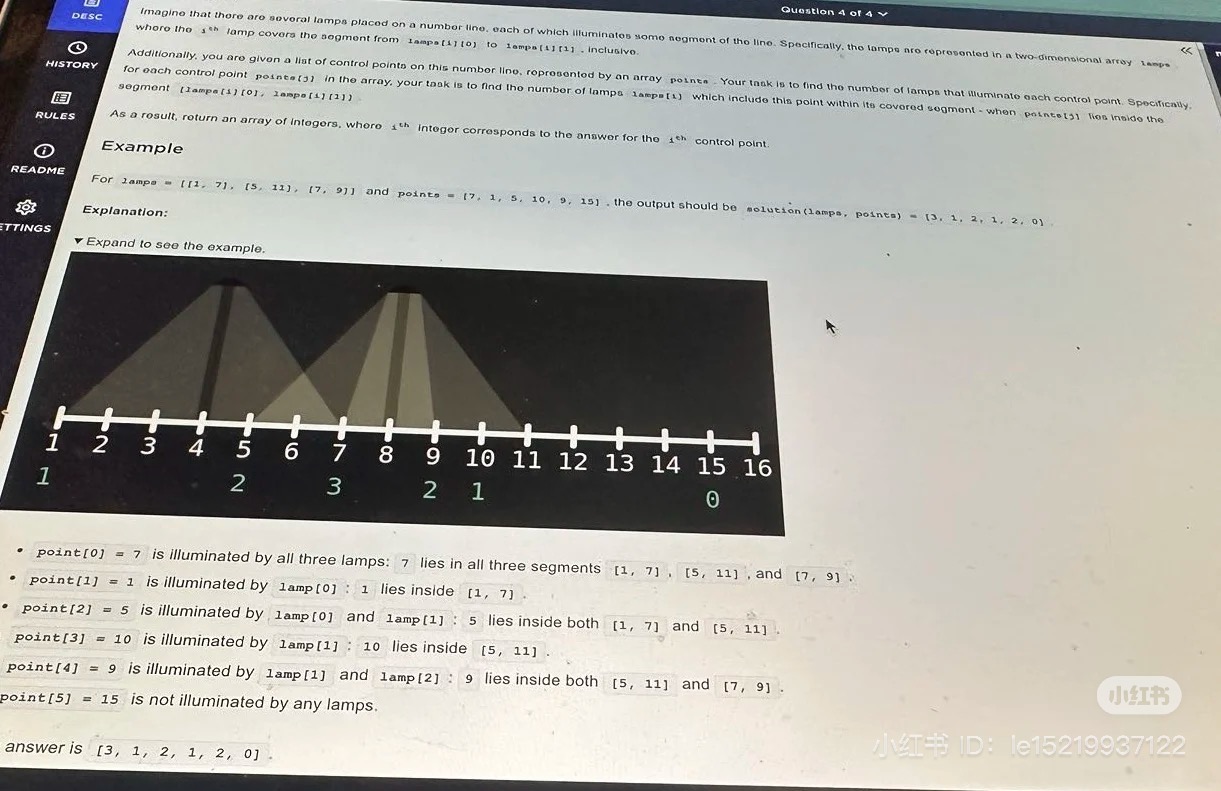 Question 4 of 4
DESC
HISTORY
RULES
README
ETTINGS
Imagine that there are several lamps placed on a number line, each of which illuminates some segment of the line. Specifically, the lamps are represented in a two-dimensional array lamps
where the iᵗʰ lamp covers the segment from lamps[i][0] to lamps[i][1], inclusive.
Additionally, you are given a list of control points on this number line, represented by an array points. Your task is to find the number of lamps that illuminate each control point. Specifically,
for each control point points[j] in the array, your task is to find the number of lamps lamps[i] which include this point within its covered segment - when points[j] lies inside the
segment [lamps[i][0], lamps[i][1]]
As a result, return an array of integers, where iᵗʰ integer corresponds to the answer for the iᵗʰ control point.
Example
For lamps = [[1, 7], [5, 11], [7, 9]] and points = [7, 1, 5, 10, 9, 15], the output should be solution(lamps, points) = [3, 1, 2, 1, 2, 0].
Explanation:
▼ Expand to see the example.
1 2 3 4 5 6 7 8 9 10 11 12 13 14 15 16
1 2 3 2 1 0
• point[0] = 7 is illuminated by all three lamps: 7 lies in all three segments [1, 7], [5, 11], and [7, 9].
• point[1] = 1 is illuminated by lamp[0]: 1 lies inside [1, 7].
• point[2] = 5 is illuminated by lamp[0] and lamp[1]: 5 lies inside both [1, 7] and [5, 11].
point[3] = 10 is illuminated by lamp[1]: 10 lies inside [5, 11].
point[4] = 9 is illuminated by lamp[1] and lamp[2]: 9 lies inside both [5, 11] and [7, 9].
point[5] = 15 is not illuminated by any lamps.
answer is [3, 1, 2, 1, 2, 0].
小红书
小红书 ID: le15219937122